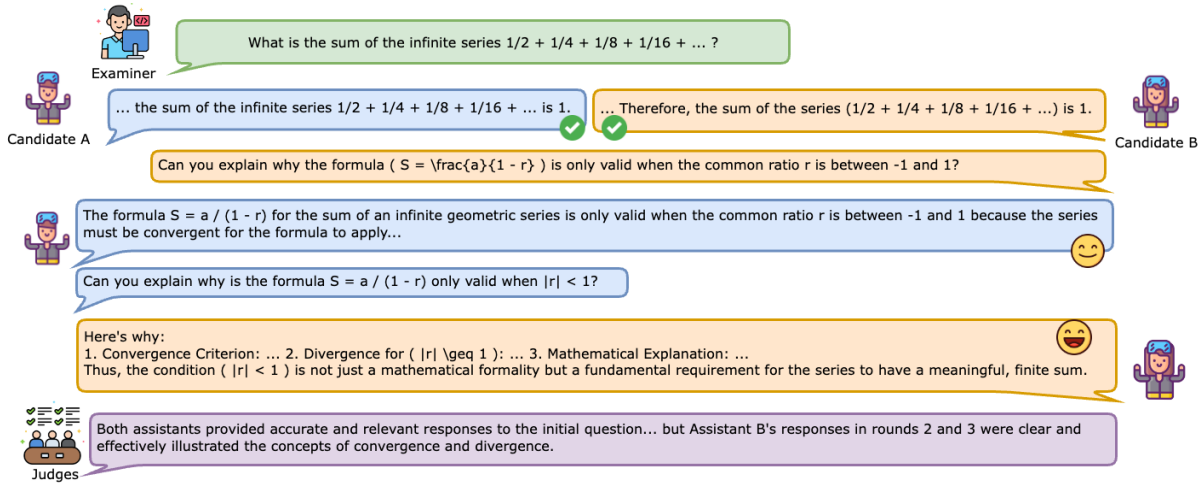 What is the sum of the infinite series 1/2 + 1/4 + 1/8 + 1/16 + ... ?
Examiner
... the sum of the infinite series 1/2 + 1/4 + 1/8 + 1/16 + ... is 1.
Candidate A
... Therefore, the sum of the series (1/2 + 1/4 + 1/8 + 1/16 + ...) is 1.
Candidate B
Can you explain why the formula ( S = \frac{a}{1 - r} ) is only valid when the common ratio r is between -1 and 1?
The formula S = a / (1 - r) for the sum of an infinite geometric series is only valid when the common ratio r is between -1 and 1 because the series
must be convergent for the formula to apply...
Can you explain why is the formula S = a / (1 - r) only valid when |r| < 1?
Here's why:
1. Convergence Criterion: ... 2. Divergence for ( |r| \geq 1 ): ... 3. Mathematical Explanation: ...
Thus, the condition ( |r| < 1 ) is not just a mathematical formality but a fundamental requirement for the series to have a meaningful, finite sum.
Both assistants provided accurate and relevant responses to the initial question... but Assistant B's responses in rounds 2 and 3 were clear and
effectively illustrated the concepts of convergence and divergence.
Judges